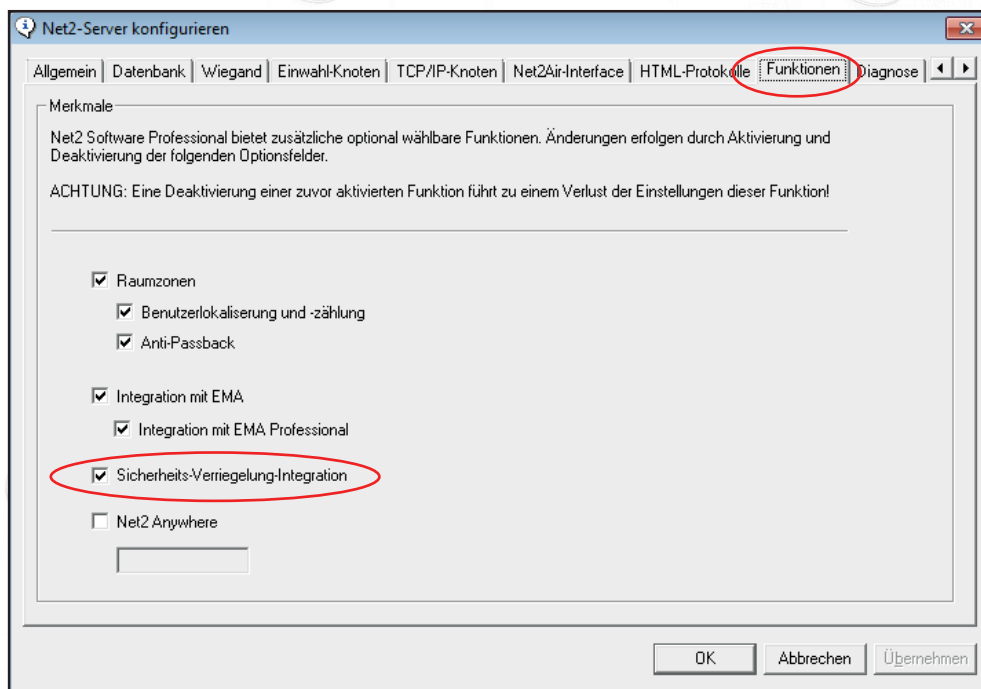 Net2-Server konfigurieren
Allgemein Datenbank Wiegand Einwahl-Knoten TCP/IP-Knoten Net2Air-Interface HTML-Protokolle Funktionen Diagnose
Merkmale
Net2 Software Professional bietet zusätzliche optional wählbare Funktionen. Änderungen erfolgen durch Aktivierung und
Deaktivierung der folgenden Optionsfelder.
ACHTUNG: Eine Deaktivierung einer zuvor aktivierten Funktion führt zu einem Verlust der Einstellungen dieser Funktion!
Raumzonen
Benutzerlokaliserung und -zählung
Anti-Passback
Integration mit EMA
Integration mit EMA Professional
Sicherheits-Verriegelung-Integration
Net2 Anywhere
OK Abbrechen Übernehmen